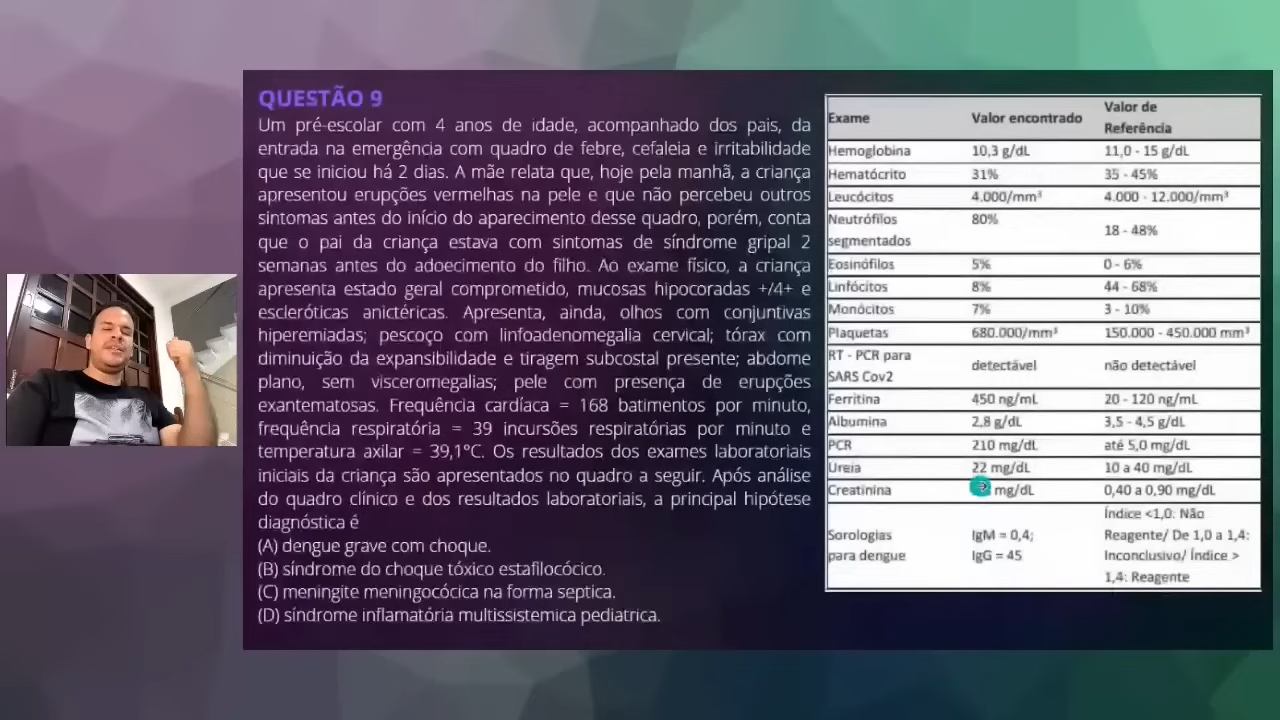 QUESTÃO 9
Um pré-escolar com 4 anos de idade, acompanhado dos pais, da
entrada na emergência com quadro de febre, cefaleia e irritabilidade
que se iniciou há 2 dias. A mãe relata que, hoje pela manhã, a criança
apresentou erupções vermelhas na pele e que não percebeu outros
sintomas antes do início do aparecimento desse quadro, porém, conta
que o pai da criança estava com sintomas de síndrome gripal 2
semanas antes do adoecimento do filho. Ao exame físico, a criança
apresenta estado geral comprometido, mucosas hipocoradas +/4+ e
escleróticas anictéricas. Apresenta, ainda, olhos com conjuntivas
hiperemiadas; pescoço com linfoadenomegalia cervical; tórax com
diminuição da expansibilidade e tiragem subcostal presente; abdome
plano, sem visceromegalias; pele com presença de erupções
exantematosas. Frequência cardíaca = 168 batimentos por minuto,
frequência respiratória = 39 incursões respiratórias por minuto e
temperatura axilar = 39,1°C. Os resultados dos exames laboratoriais
iniciais da criança são apresentados no quadro a seguir. Após análise
do quadro clínico e dos resultados laboratoriais, a principal hipótese
diagnóstica é
(A) dengue grave com choque.
(B) síndrome do choque tóxico estafilocócico.
(C) meningite meningocócica na forma septica.
(D) síndrome inflamatória multissistemica pediatrica.
Exame Valor encontrado Valor de Referência
Hemoglobina 10,3 g/dL 11,0 - 15 g/dL
Hematócrito 31% 35 - 45%
Leucócitos 4.000/mm³ 4.000 - 12.000/mm³
Neutrófilos segmentados 80% 18 - 48%
Eosinófilos 5% 0 - 6%
Linfócitos 8% 44 - 68%
Monócitos 7% 3 - 10%
Plaquetas 680.000/mm³ 150.000 - 450.000 mm³
RT - PCR para SARS Cov2 detectável não detectável
Ferritina 450 ng/mL 20 - 120 ng/mL
Albumina 2,8 g/dL 3,5 - 4,5 g/dL
PCR 210 mg/dL até 5,0 mg/dL
Ureia 22 mg/dL 10 a 40 mg/dL
Creatinina mg/dL 0,40 a 0,90 mg/dL
Sorologias para dengue IgM = 0,4; IgG = 45 Índice <1,0: Não Reagente/ De 1,0 a 1,4: Inconclusivo/ Índice > 1,4: Reagente